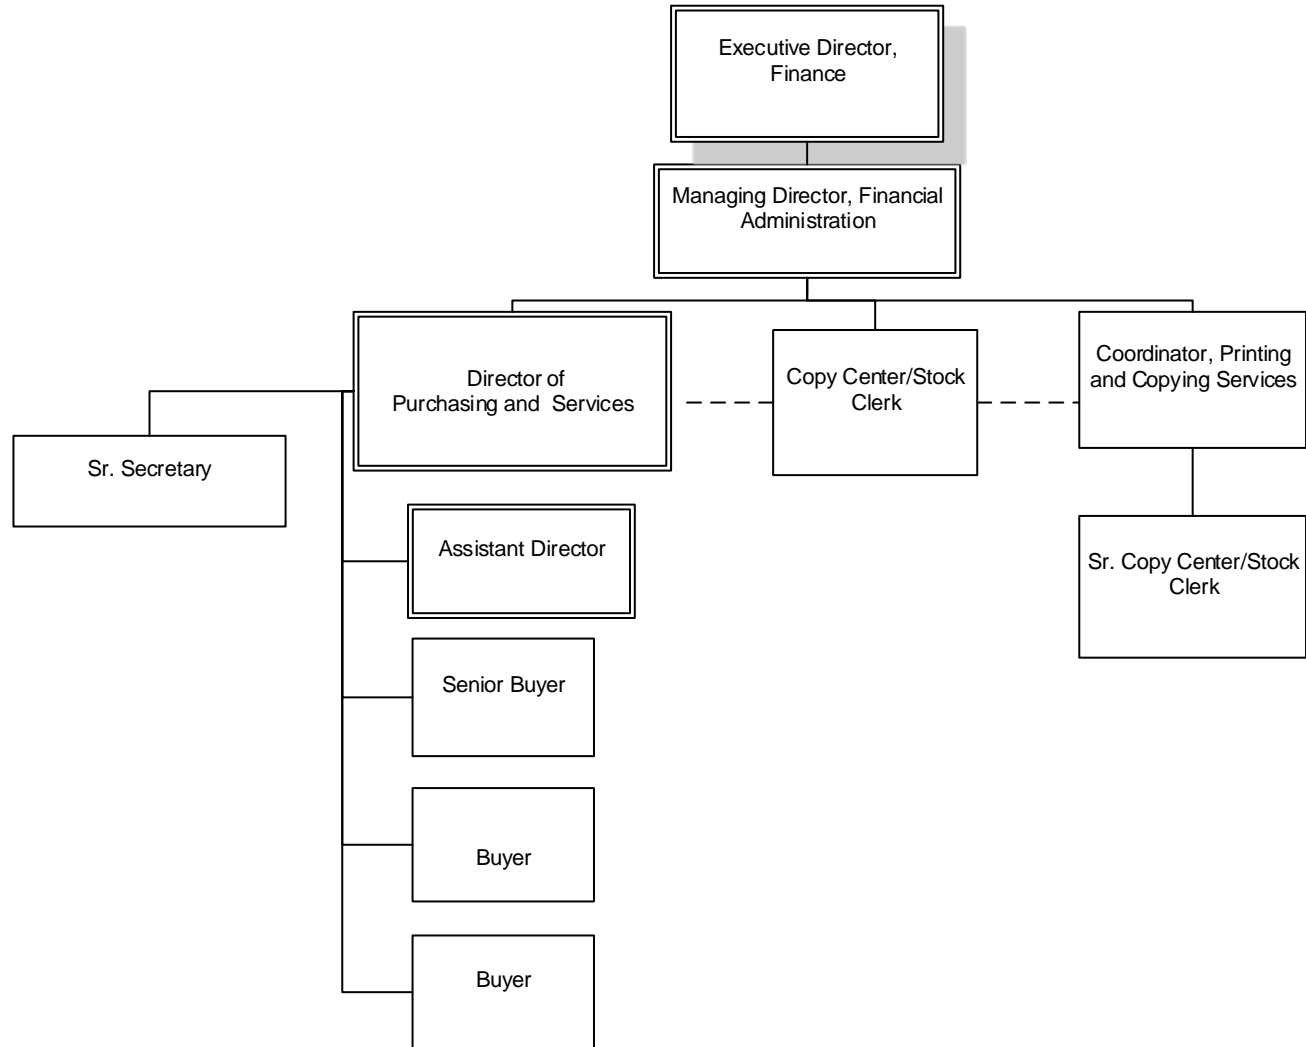 Executive Director,
Finance
Managing Director, Financial
Administration
Director of
Purchasing and Services
Copy Center/Stock
Clerk
Coordinator, Printing
and Copying Services
Sr. Secretary
Assistant Director
Sr. Copy Center/Stock
Clerk
Senior Buyer
Buyer
Buyer